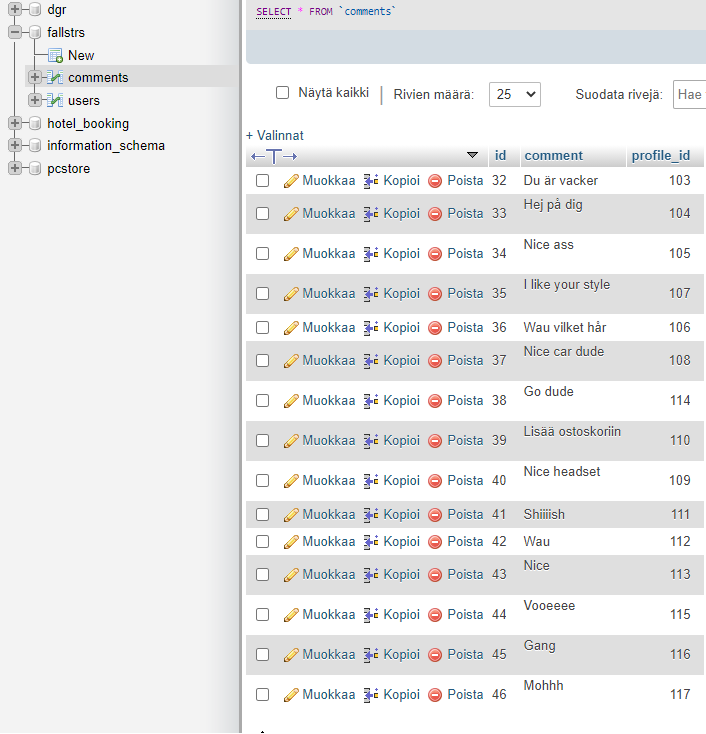 dgr
fallstrs
New
comments
users
hotel_booking
information_schema
pcstore
SELECT * FROM `comments`
Näytä kaikki | Rivien määrä: 25 Suodata rivejä: Hae
+ Valinnat
←T→ id comment profile_id
Muokkaa Kopioi Poista 32 Du är vacker 103
Muokkaa Kopioi Poista 33 Hej på dig 104
Muokkaa Kopioi Poista 34 Nice ass 105
Muokkaa Kopioi Poista 35 I like your style 107
Muokkaa Kopioi Poista 36 Wau vilket hår 106
Muokkaa Kopioi Poista 37 Nice car dude 108
Muokkaa Kopioi Poista 38 Go dude 114
Muokkaa Kopioi Poista 39 Lisää ostoskoriin 110
Muokkaa Kopioi Poista 40 Nice headset 109
Muokkaa Kopioi Poista 41 Shiiiish 111
Muokkaa Kopioi Poista 42 Wau 112
Muokkaa Kopioi Poista 43 Nice 113
Muokkaa Kopioi Poista 44 Vooeeee 115
Muokkaa Kopioi Poista 45 Gang 116
Muokkaa Kopioi Poista 46 Mohhh 117